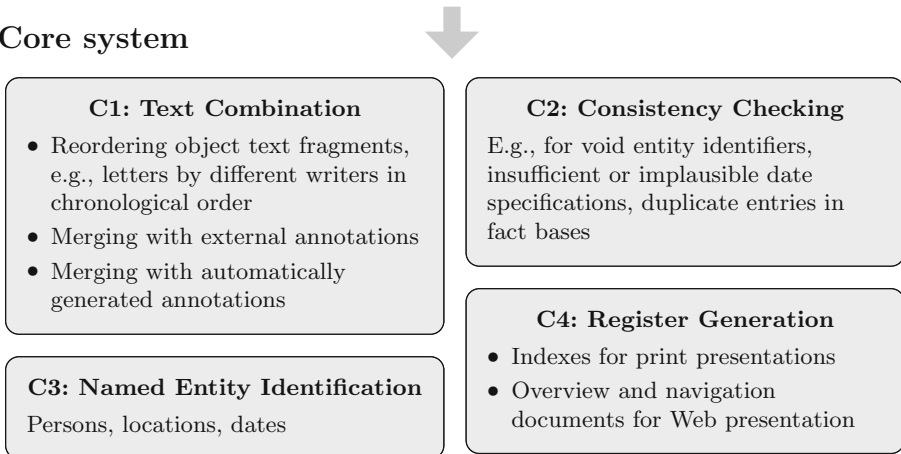 Core system
C1: Text Combination
• Reordering object text fragments,
e.g., letters by different writers in
chronological order
• Merging with external annotations
• Merging with automatically
generated annotations
C2: Consistency Checking
E.g., for void entity identifiers,
insufficient or implausible date
specifications, duplicate entries in
fact bases
C3: Named Entity Identification
Persons, locations, dates
C4: Register Generation
• Indexes for print presentations
• Overview and navigation
documents for Web presentation